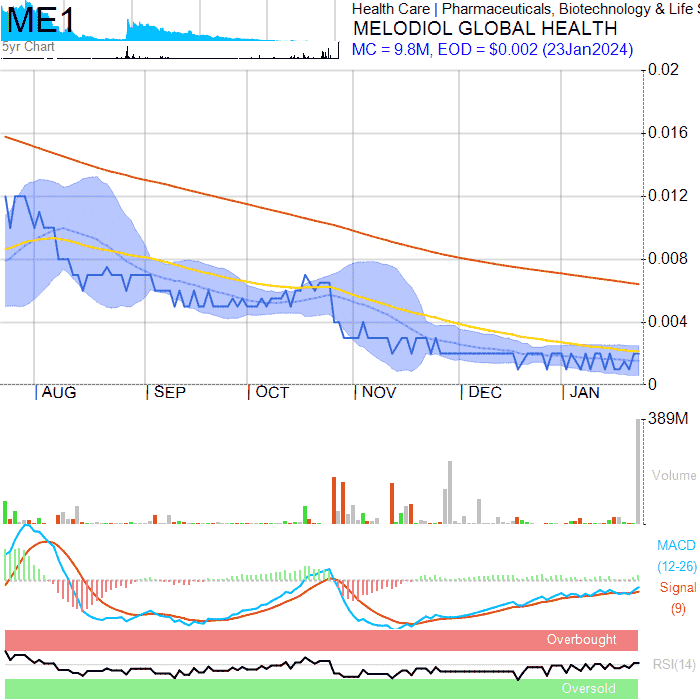 ME1
5yr Chart
Health Care | Pharmaceuticals, Biotechnology & Life S
MELODIOL GLOBAL HEALTH
MC = 9.8M, EOD = $0.002 (23Jan2024)
0.02
0.016
0.012
0.008
0.004
0
AUG SEP OCT NOV DEC JAN
389M
Volume
MACD
(12-26)
Signal
(9)
Overbought
RSI(14)
Oversold